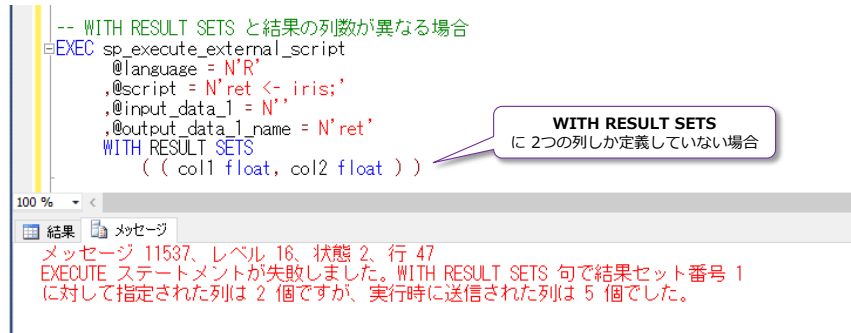 -- WITH RESULT SETS と結果の列数が異なる場合
EXEC sp_execute_external_script
@language = N'R'
,@script = N'ret <- iris;'
,@input_data_1 = N''
,@output_data_1_name = N'ret'
WITH RESULT SETS
( ( col1 float, col2 float ) )
WITH RESULT SETS
に 2つの列しか定義していない場合
100 %
結果 メッセージ
メッセージ 11537、レベル 16、状態 2、行 47
EXECUTE ステートメントが失敗しました。WITH RESULT SETS 句で結果セット番号 1
に対して指定された列は 2 個ですが、実行時に送信された列は 5 個でした。